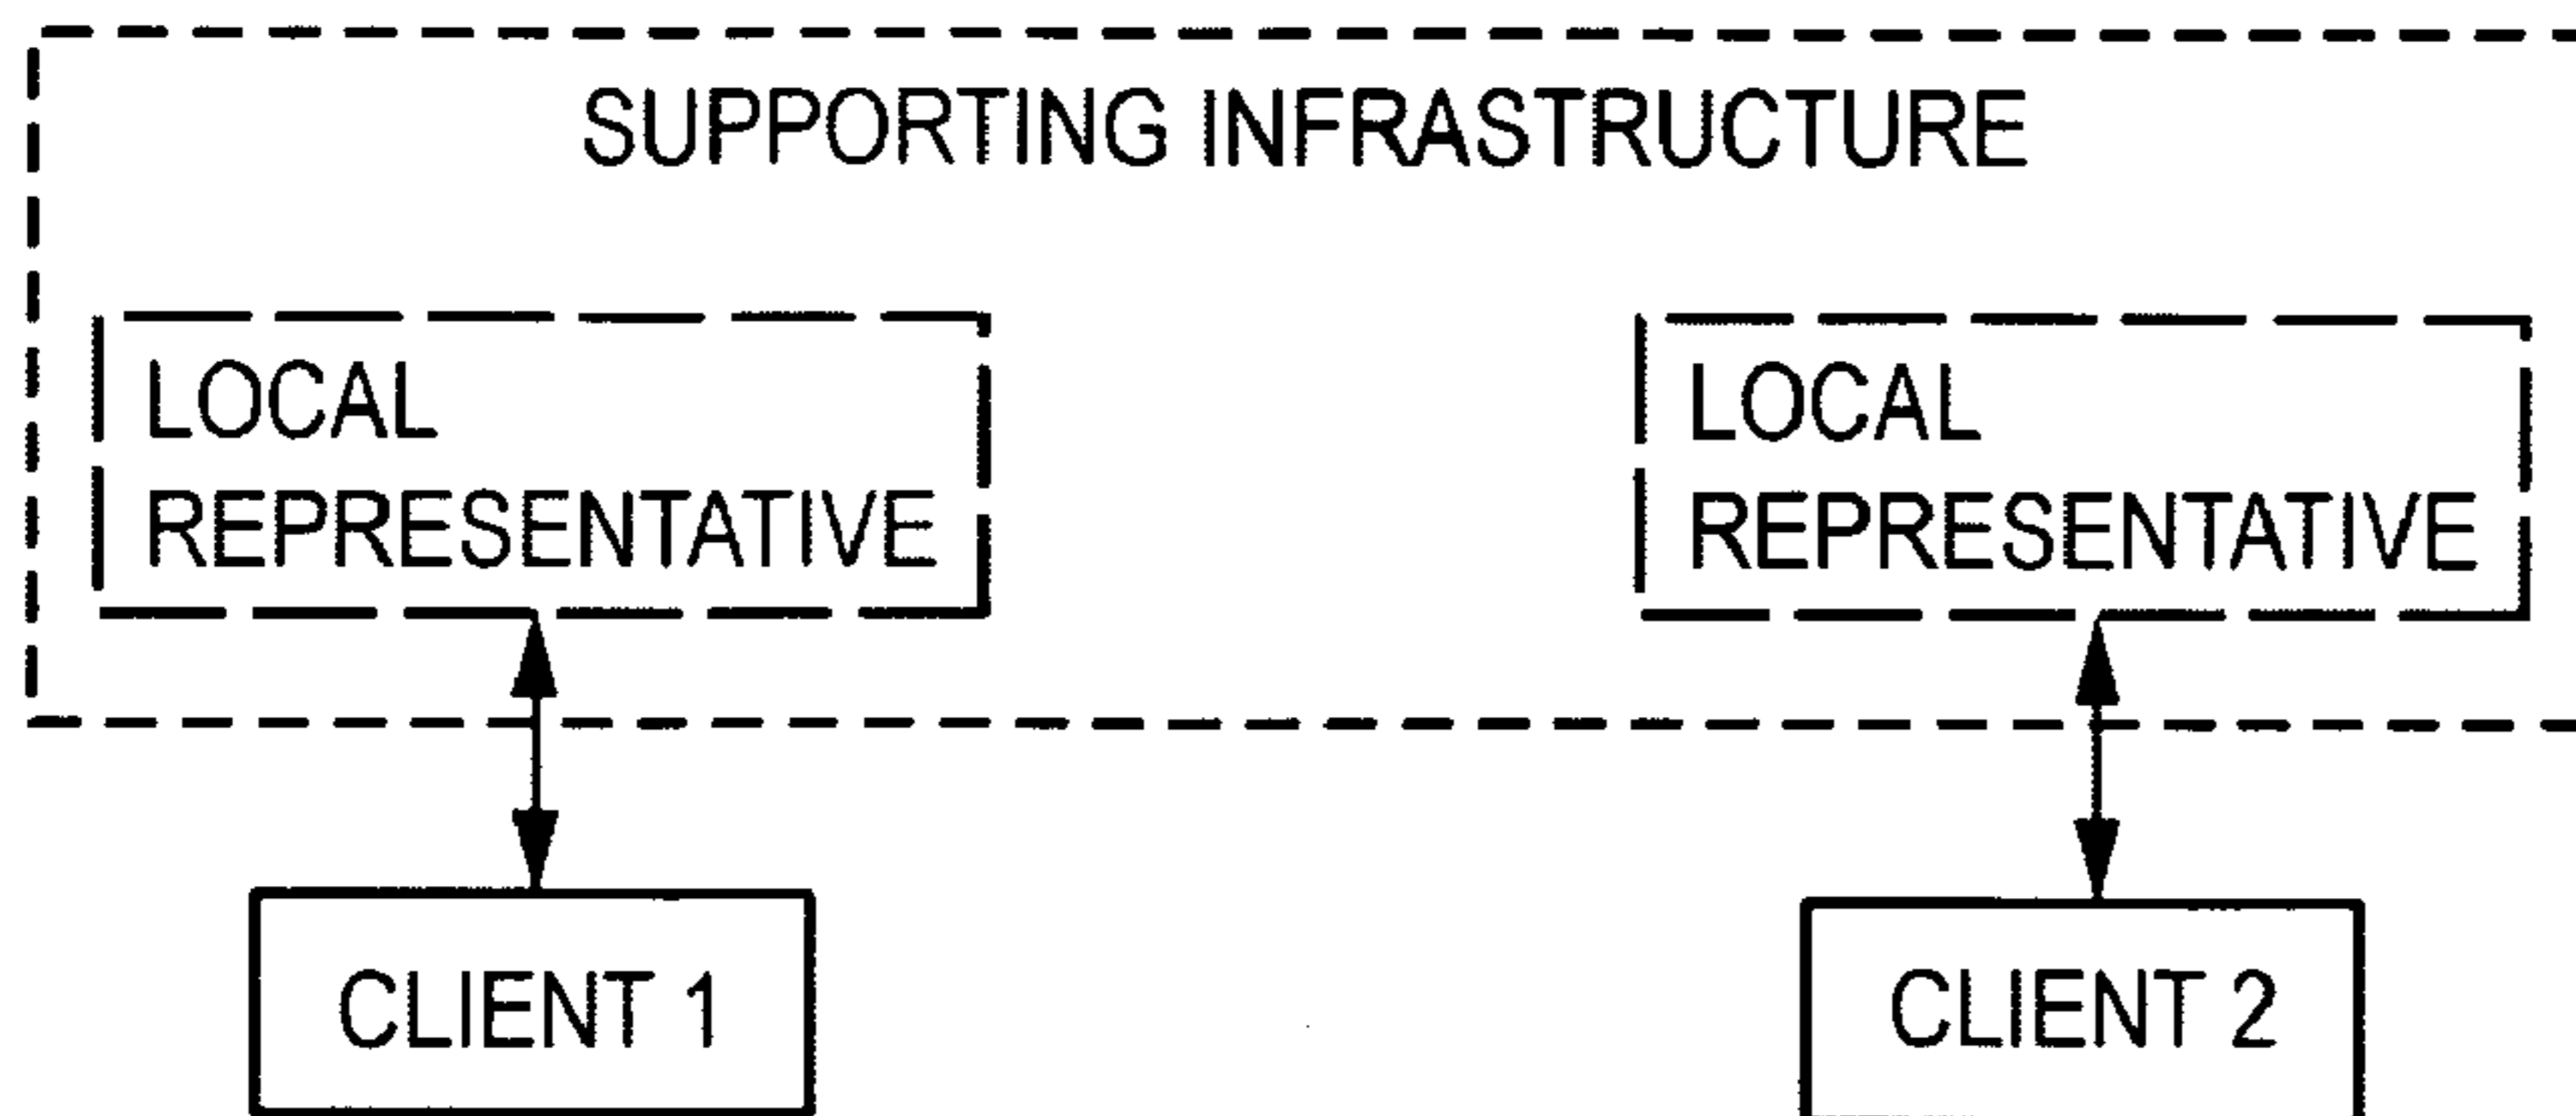 SUPPORTING INFRASTRUCTURE
LOCAL
REPRESENTATIVE
LOCAL
REPRESENTATIVE
CLIENT 1
CLIENT 2